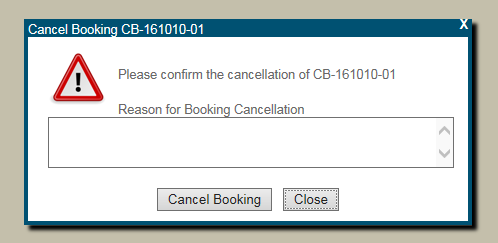 Cancel Booking CB-161010-01 X
Please confirm the cancellation of CB-161010-01
Reason for Booking Cancellation
Cancel Booking Close